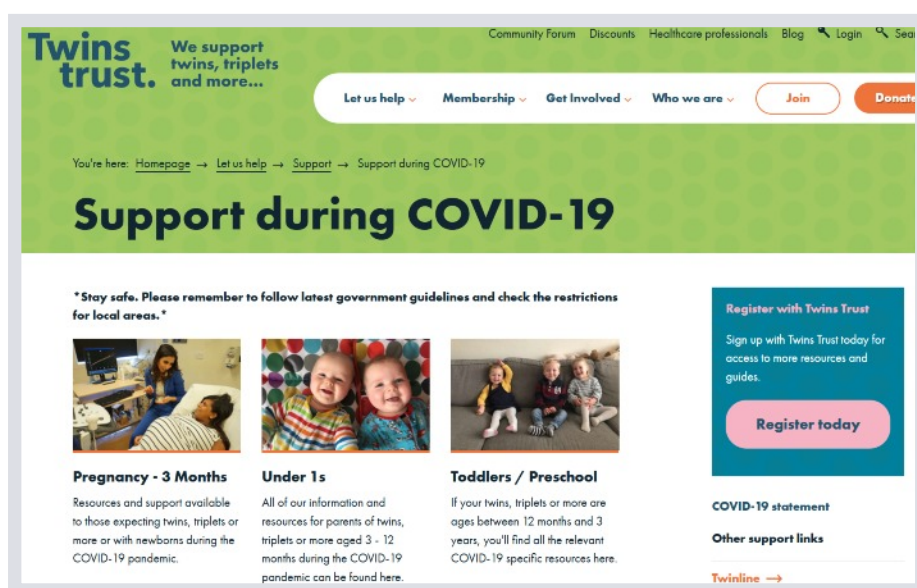 Twins
trust.
We support
twins, triplets
and more...
Community Forum Discounts Healthcare professionals Blog Login
Let us help Membership Get Involved Who we are Join Donate
You're here: Homepage → Let us help → Support → Support during COVID-19
Support during COVID-19
*Stay safe. Please remember to follow latest government guidelines and check the restrictions
for local areas.*
Pregnancy - 3 Months
Resources and support available
to those expecting twins, triplets or
more or with newborns during the
COVID-19 pandemic.
Under 1s
All of our information and
resources for parents of twins,
triplets or more aged 3 - 12
months during the COVID-19
pandemic can be found here.
Toddlers / Preschool
If your twins, triplets or more are
ages between 12 months and 3
years, you'll find all the relevant
COVID-19 specific resources here.
Register with Twins Trust
Sign up with Twins Trust today for
access to more resources and
guides.
Register today
COVID-19 statement
Other support links
Twinline →